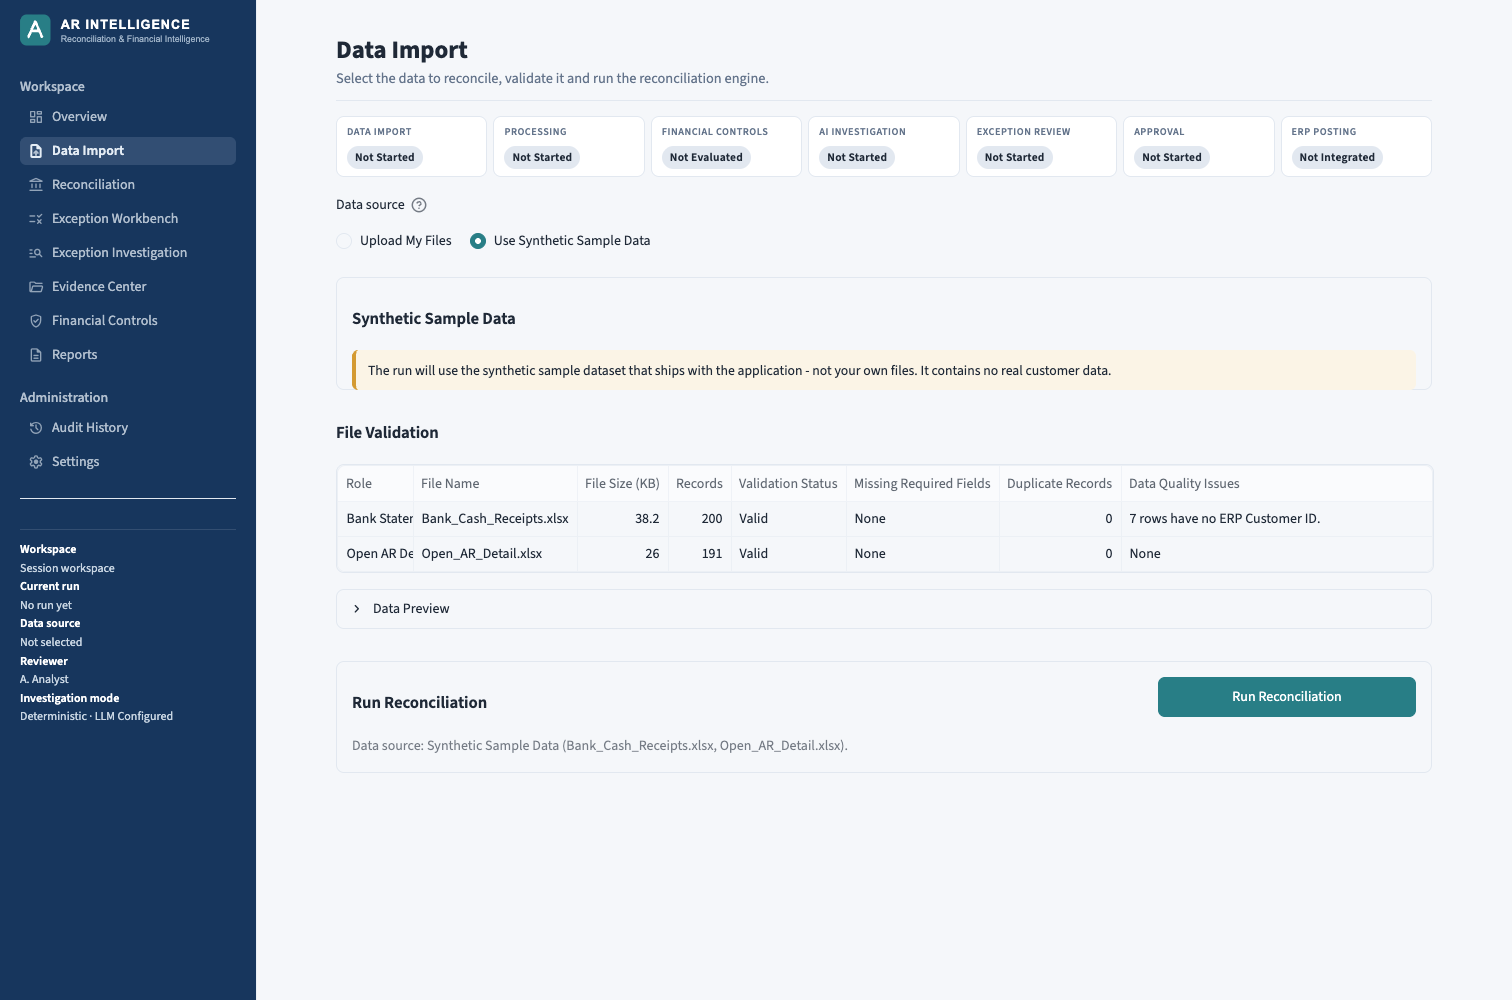 A
AR INTELLIGENCE
Reconciliation & Financial Intelligence
Workspace
Overview
Data Import
Reconciliation
Exception Workbench
Exception Investigation
Evidence Center
Financial Controls
Reports
Administration
Audit History
Settings
Workspace
Session workspace
Current run
No run yet
Data source
Not selected
Reviewer
A. Analyst
Investigation mode
Deterministic · LLM Configured
Data Import
Select the data to reconcile, validate it and run the reconciliation engine.
DATA IMPORT
Not Started
PROCESSING
Not Started
FINANCIAL CONTROLS
Not Evaluated
AI INVESTIGATION
Not Started
EXCEPTION REVIEW
Not Started
APPROVAL
Not Started
ERP POSTING
Not Integrated
Data source ?
Upload My Files Use Synthetic Sample Data
Synthetic Sample Data
The run will use the synthetic sample dataset that ships with the application - not your own files. It contains no real customer data.
File Validation
Role File Name File Size (KB) Records Validation Status Missing Required Fields Duplicate Records Data Quality Issues
Bank Stater Bank_Cash_Receipts.xlsx 38.2 200 Valid None 0 7 rows have no ERP Customer ID.
Open AR De Open_AR_Detail.xlsx 26 191 Valid None 0 None
Data Preview
Run Reconciliation
Run Reconciliation
Data source: Synthetic Sample Data (Bank_Cash_Receipts.xlsx, Open_AR_Detail.xlsx).